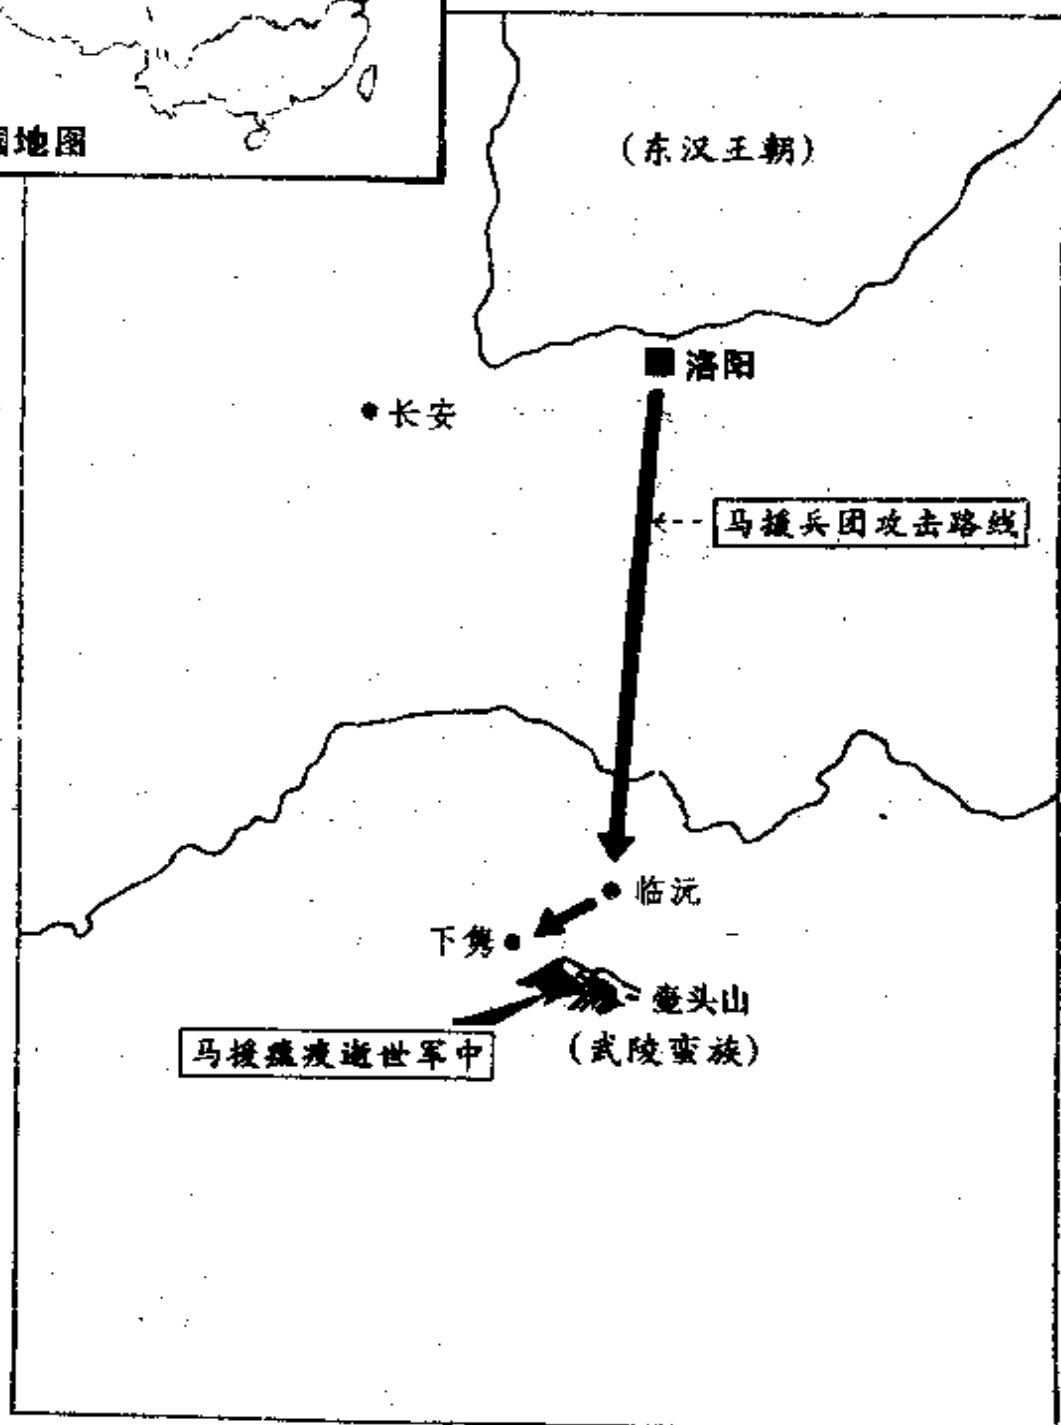 地图
(东汉王朝)
洛阳
长安
马援兵团攻击路线
临沅
下隽
壶头山
马援瘟疫逝世军中
(武陵蛮族)